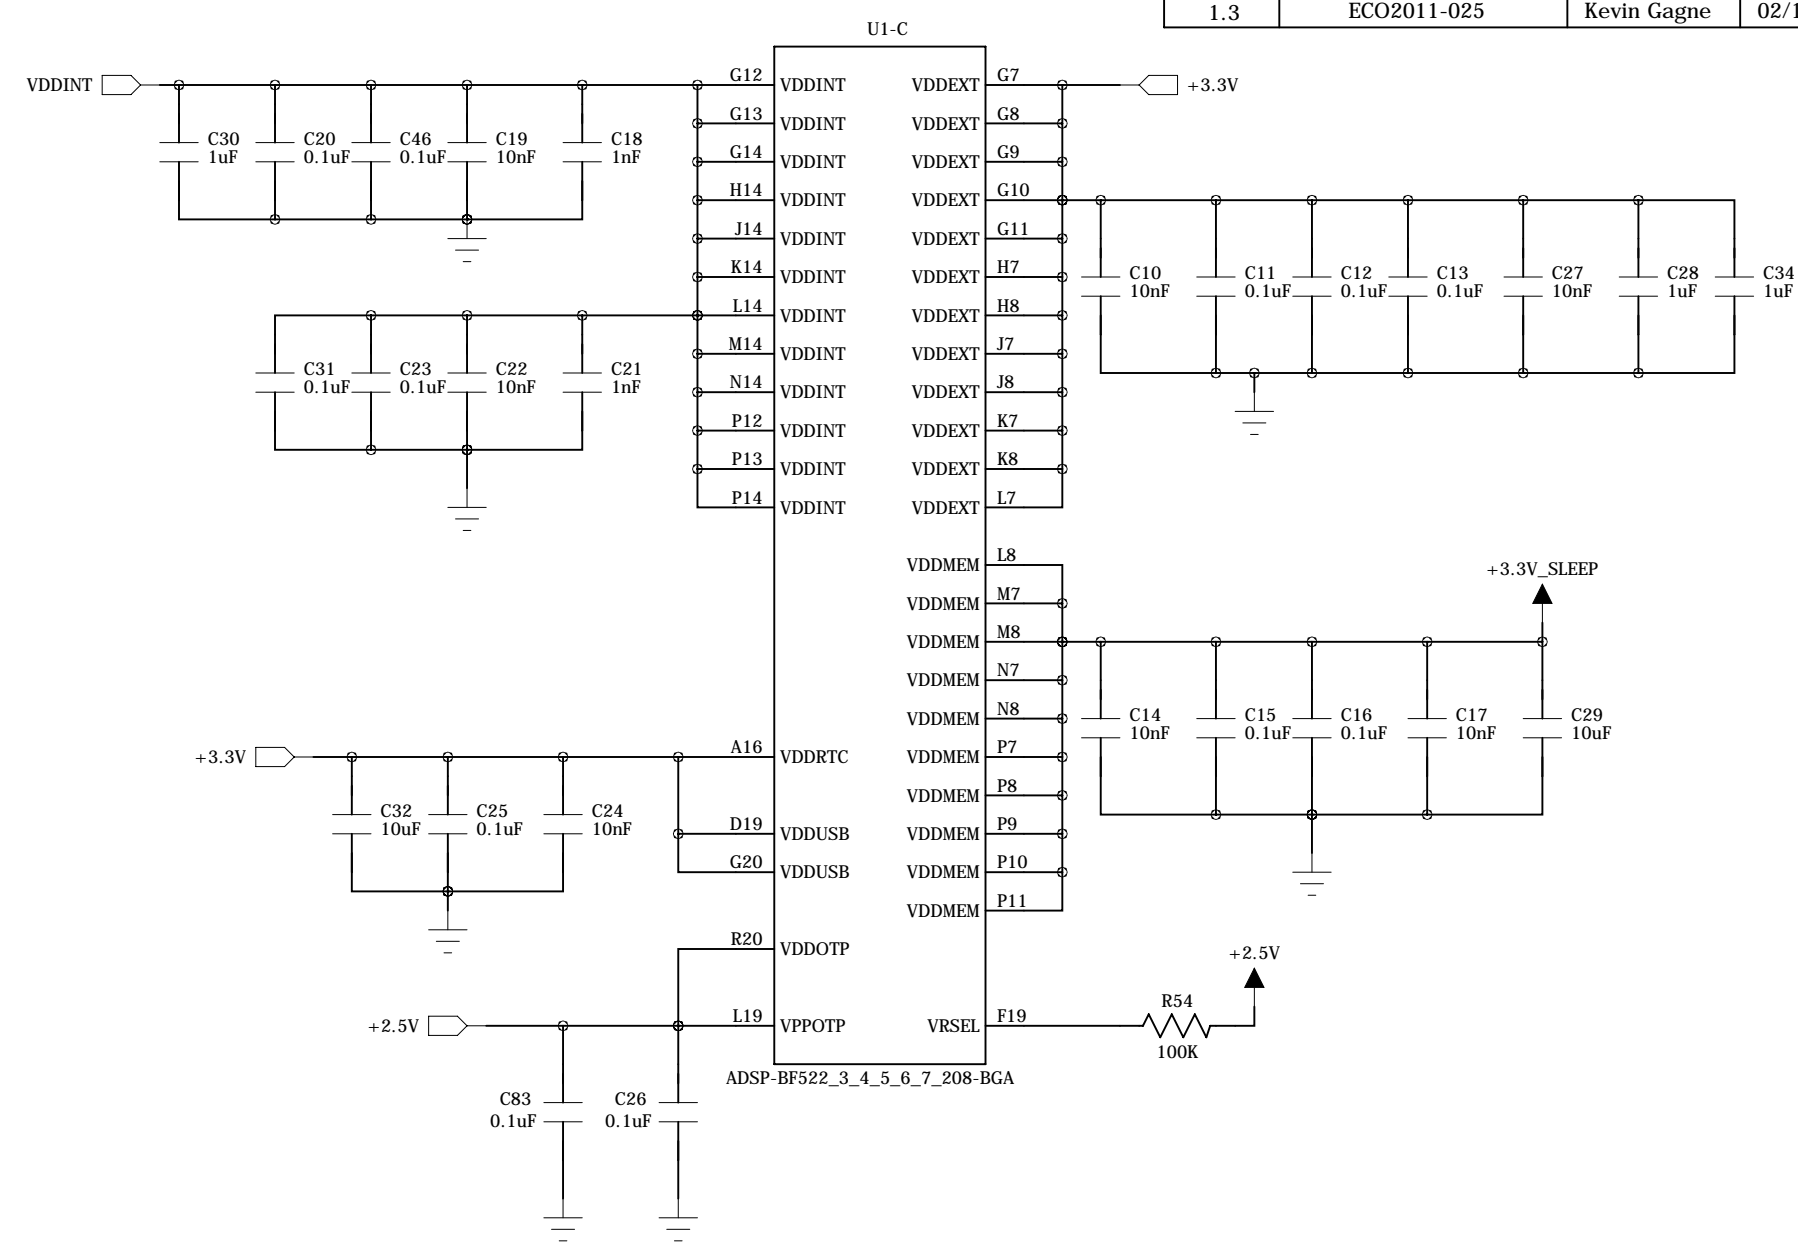 1.3 ECO2011-025 Kevin Gagne 02/1
U1-C
VDDINT
G12 VDDINT VDDEXT G7 +3.3V
G13 VDDINT VDDEXT G8
G14 VDDINT VDDEXT G9
H14 VDDINT VDDEXT G10
J14 VDDINT VDDEXT G11
K14 VDDINT VDDEXT H7
L14 VDDINT VDDEXT H8
M14 VDDINT VDDEXT J7
N14 VDDINT VDDEXT J8
P12 VDDINT VDDEXT K7
P13 VDDINT VDDEXT K8
P14 VDDINT VDDEXT L7
C30 C20 C46 C19 C18
1uF 0.1uF 0.1uF 10nF 1nF
C10 C11 C12 C13 C27 C28 C34
10nF 0.1uF 0.1uF 0.1uF 10nF 1uF 1uF
C31 C23 C22 C21
0.1uF 0.1uF 10nF 1nF
VDDMEM L8
VDDMEM M7
VDDMEM M8
VDDMEM N7
VDDMEM N8
VDDMEM P7
VDDMEM P8
VDDMEM P9
VDDMEM P10
VDDMEM P11
+3.3V_SLEEP
C14 C15 C16 C17 C29
10nF 0.1uF 0.1uF 10nF 10uF
+3.3V
A16 VDDRTC
C32 C25 C24
10uF 0.1uF 10nF
D19 VDDUSB
G20 VDDUSB
R20 VDDOTP
+2.5V
L19 VPPOTP
VRSEL F19
+2.5V
R54
100K
ADSP-BF522_3_4_5_6_7_208-BGA
C83 C26
0.1uF 0.1uF